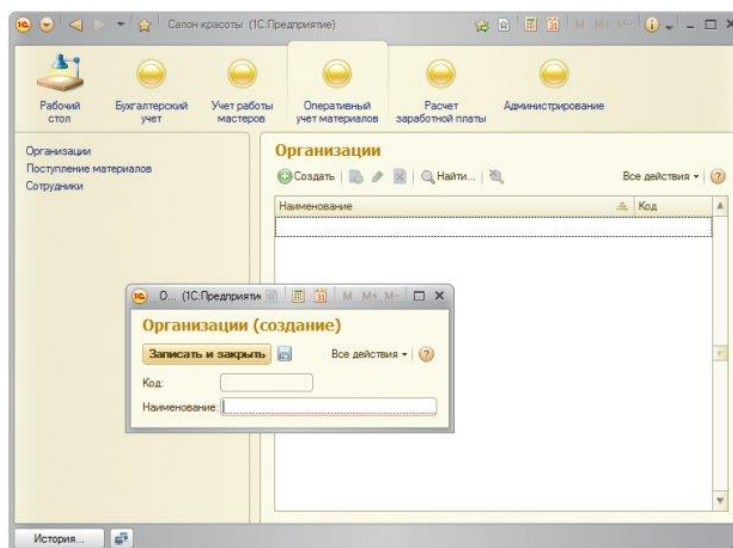 Салон красоты (1С:Предприятие)
M M+ M-
Рабочий стол
Бухгалтерский учет
Учет работы мастеров
Оперативный учет материалов
Расчет заработной платы
Администрирование
Организации
Поступление материалов
Сотрудники
Организации
Создать
Найти...
Все действия
Наименование
Код
О... (1С:Предприяти
M M+ M-
Организации (создание)
Записать и закрыть
Все действия
Код:
Наименование:
История...